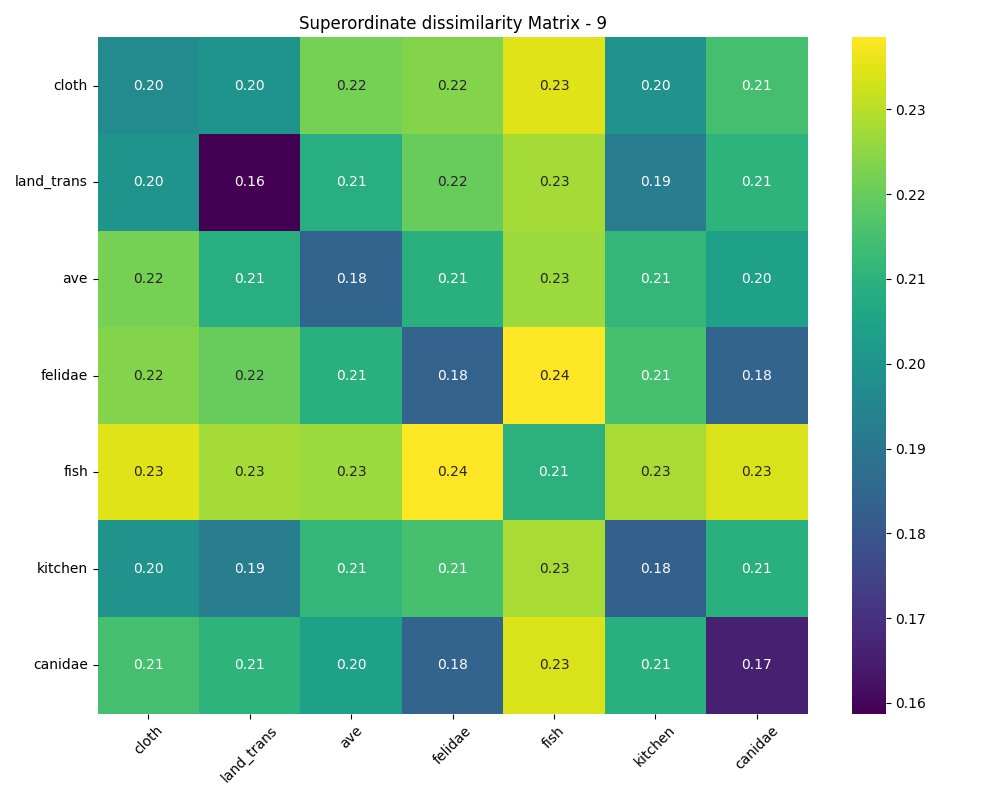 Superordinate dissimilarity Matrix - 9
cloth 0.20 0.20 0.22 0.22 0.23 0.20 0.21
land_trans 0.20 0.16 0.21 0.22 0.23 0.19 0.21
ave 0.22 0.21 0.18 0.21 0.23 0.21 0.20
felidae 0.22 0.22 0.21 0.18 0.24 0.21 0.18
fish 0.23 0.23 0.23 0.24 0.21 0.23 0.23
kitchen 0.20 0.19 0.21 0.21 0.23 0.18 0.21
canidae 0.21 0.21 0.20 0.18 0.23 0.21 0.17
cloth land_trans ave felidae fish kitchen canidae
0.23
0.22
0.21
0.20
0.19
0.18
0.17
0.16